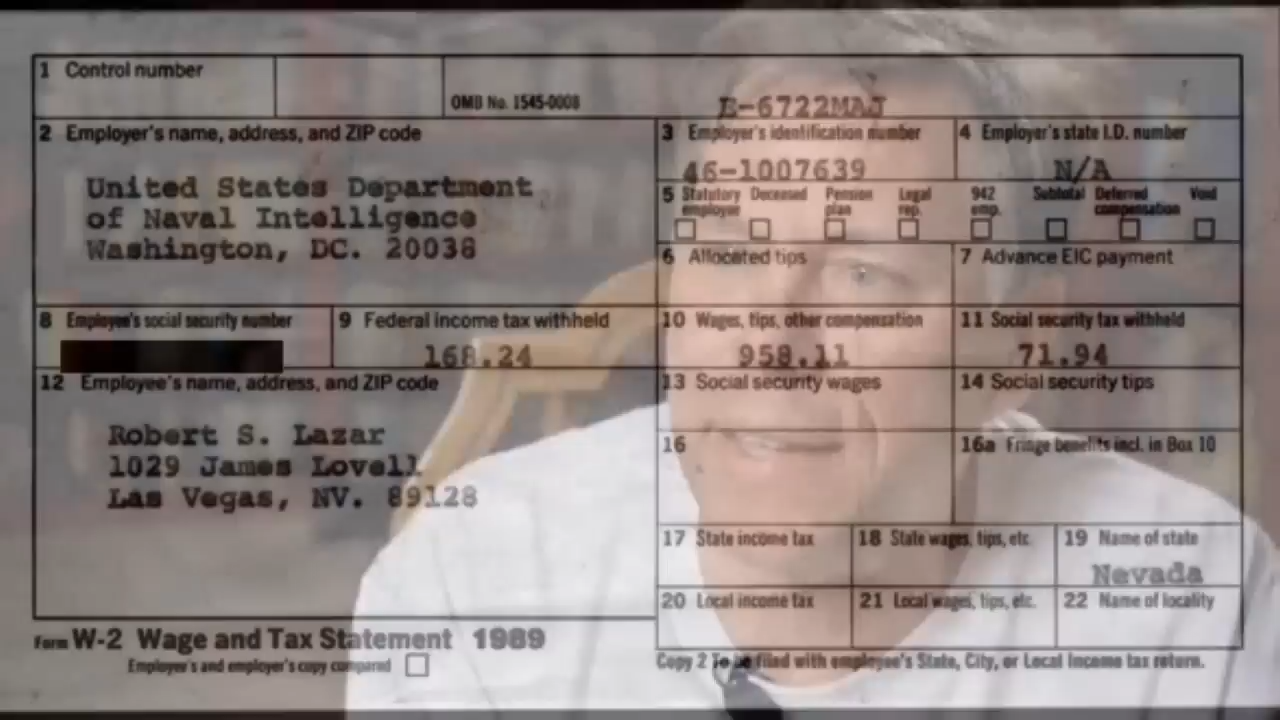 1 Control number
OMB No. 1545-0008
E-6722MAJ
2 Employer's name, address, and ZIP code
United States Department
of Naval Intelligence
Washington, DC. 20038
3 Employer's identification number
46-1007639
4 Employer's state I.D. number
N/A
5 Statutory employee
Deceased
Pension plan
Legal rep.
942 emp.
Subtotal
Deferred compensation
Void
6 Allocated tips
7 Advance EIC payment
8 Employee's social security number
9 Federal income tax withheld
168.24
10 Wages, tips, other compensation
958.11
11 Social security tax withheld
71.94
12 Employee's name, address, and ZIP code
Robert S. Lazar
1029 James Lovell
Las Vegas, NV. 89128
13 Social security wages
14 Social security tips
16
16a Fringe benefits incl. in Box 10
17 State income tax
18 State wages, tips, etc.
19 Name of state
Nevada
20 Local income tax
21 Local wages, tips, etc.
22 Name of locality
Form W-2 Wage and Tax Statement 1989
Employee's and employer's copy compared
Copy 2 To be filed with employee's State, City, or Local Income tax return.